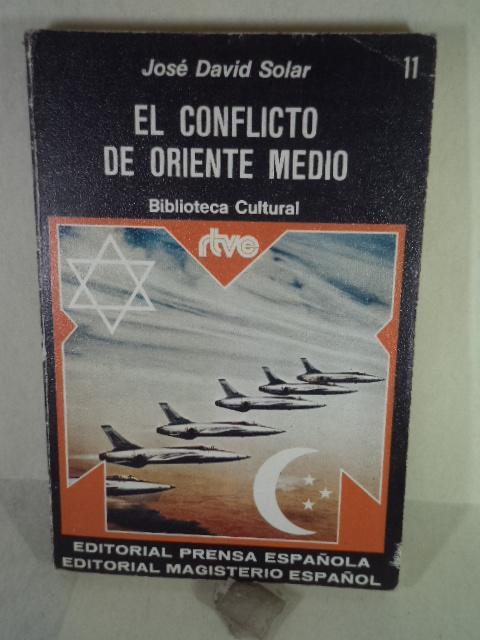 José David Solar
11
EL CONFLICTO
DE ORIENTE MEDIO
Biblioteca Cultural
rtve
EDITORIAL PRENSA ESPAÑOLA
EDITORIAL MAGISTERIO ESPAÑOL